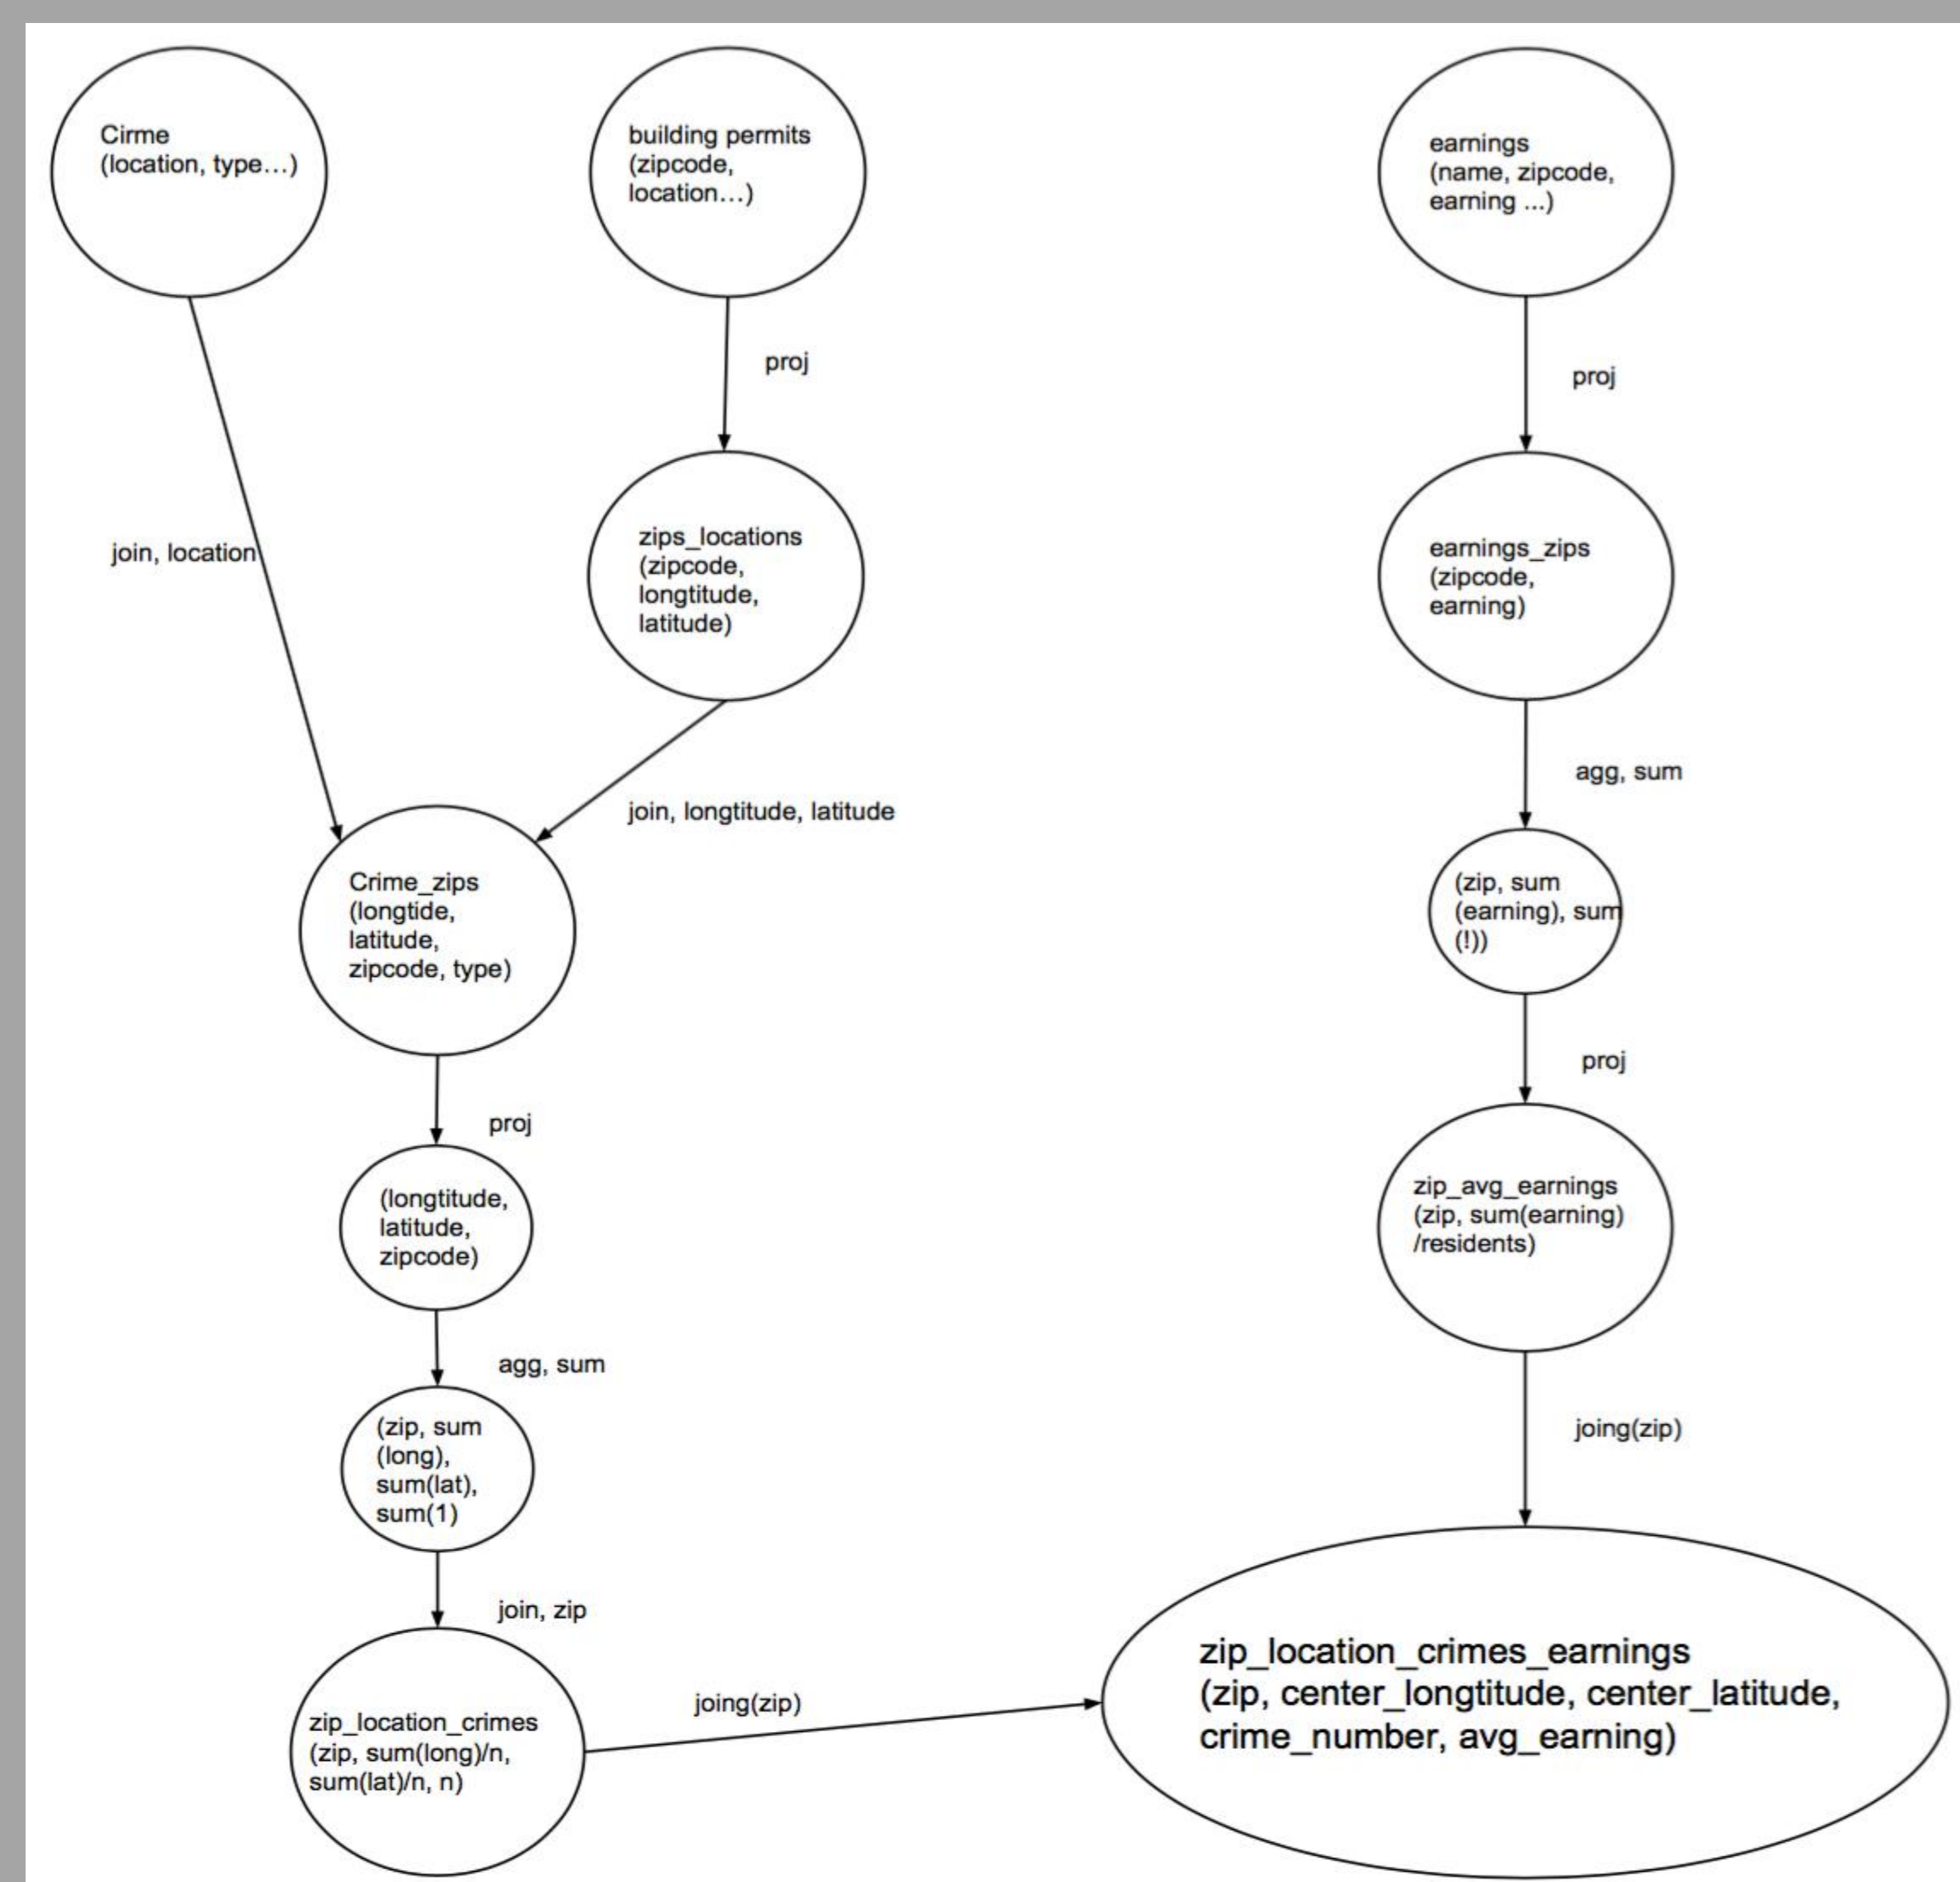 Cirme
(location, type...)
building permits
(zipcode,
location...)
earnings
(name, zipcode,
earning ...)
proj
proj
join, location
zips_locations
(zipcode,
longtitude,
latitude)
earnings_zips
(zipcode,
earning)
agg, sum
join, longtitude, latitude
Crime_zips
(longtide,
latitude,
zipcode, type)
(zip, sum
(earning), sum
(!))
proj
proj
(longtitude,
latitude,
zipcode)
zip_avg_earnings
(zip, sum(earning)
/residents)
agg, sum
joing(zip)
(zip, sum
(long),
sum(lat),
sum(1)
join, zip
zip_location_crimes
(zip, sum(long)/n,
sum(lat)/n, n)
joing(zip)
zip_location_crimes_earnings
(zip, center_longtitude, center_latitude,
crime_number, avg_earning)